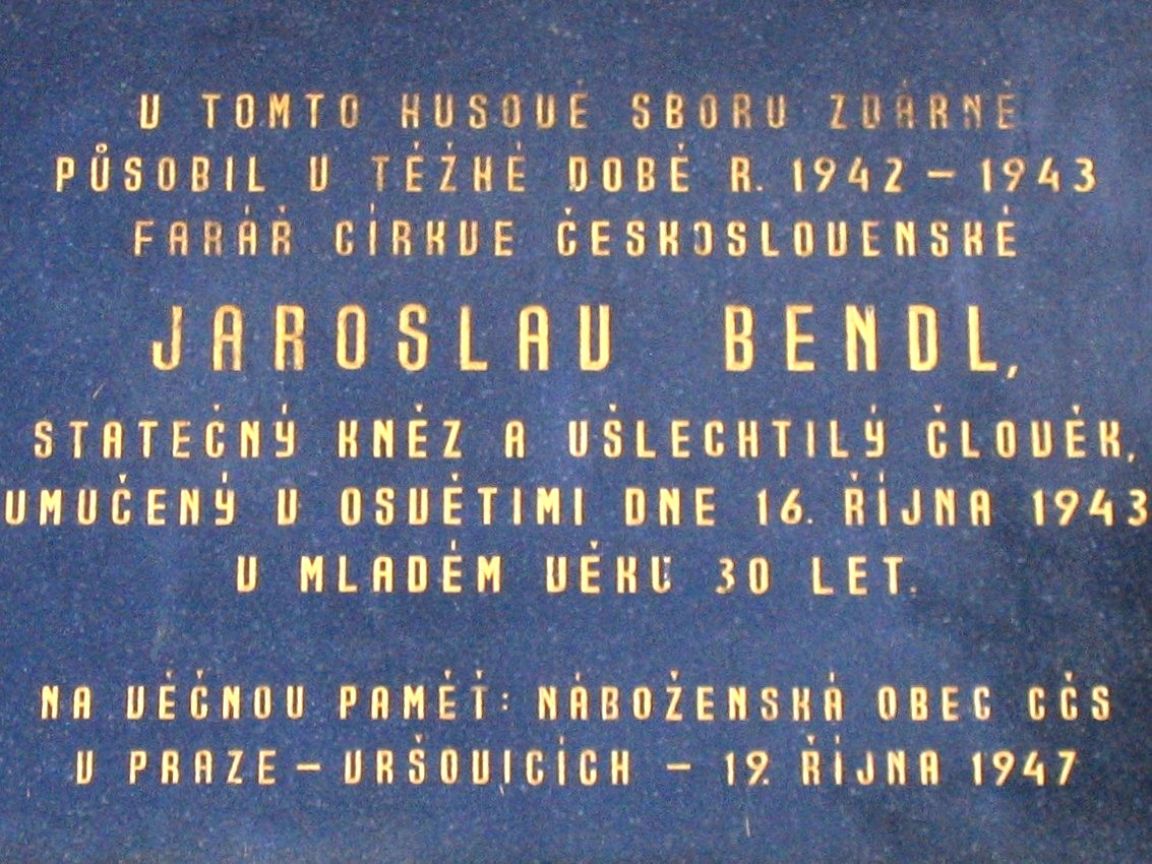 V TOMTO HUSOVĚ SBORU ZDÁRNĚ
PŮSOBIL V TĚŽKÉ DOBĚ R. 1942 – 1943
FARÁŘ CÍRKVE ČESKOSLOVENSKÉ
JAROSLAV BENDL,
STATEČNÝ KNĚZ A UŠLECHTILÝ ČLOVĚK,
UMUČENÝ V OSVĚTIMI DNE 16. ŘÍJNA 1943
V MLADÉM VĚKU 30 LET.
NA VĚČNOU PAMĚŤ: NÁBOŽENSKÁ OBEC CČS
V PRAZE – VRŠOVICÍCH – 19. ŘÍJNA 1947